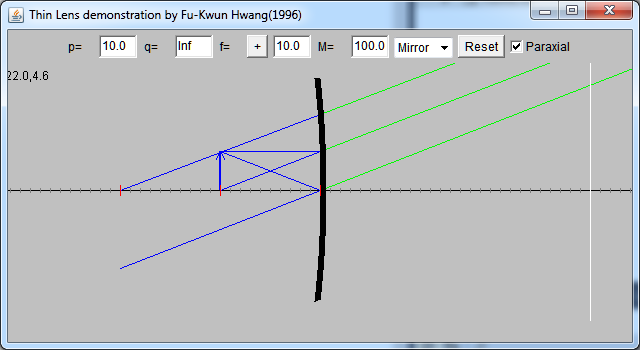 Thin Lens demonstration by Fu-Kwun Hwang(1996)
p= 10.0 q= Inf f= + 10.0 M= 100.0 Mirror Reset Paraxial
22.0,4.6